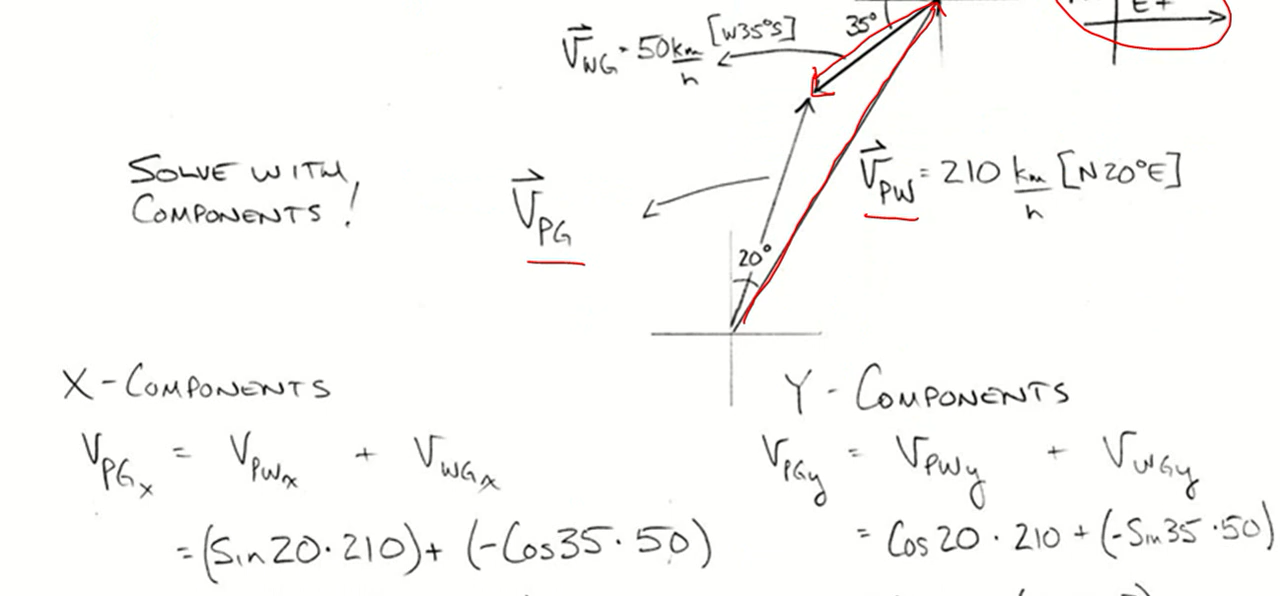 V⃗WG = 50 km/h [W35°S]
35°
E+
SOLVE WITH
COMPONENTS!
V⃗PG
V⃗PW = 210 km/h [N20°E]
20°
X - COMPONENTS
VPGx = VPWx + VWGx
= (Sin20·210) + (-Cos35·50)
Y - COMPONENTS
VPGy = VPWy + VWGy
= Cos20 · 210 + (-Sin35·50)